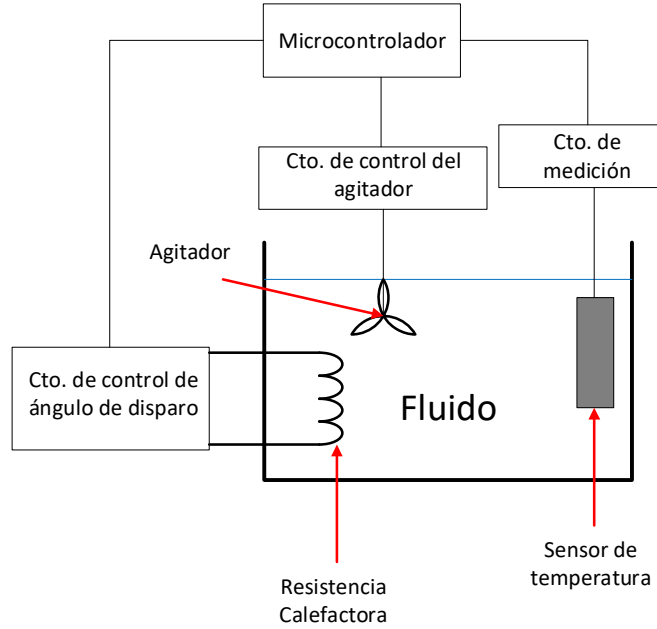 Microcontrolador
Cto. de control del
agitador
Cto. de
medición
Agitador
Cto. de control de
ángulo de disparo
Fluido
Sensor de
temperatura
Resistencia
Calefactora